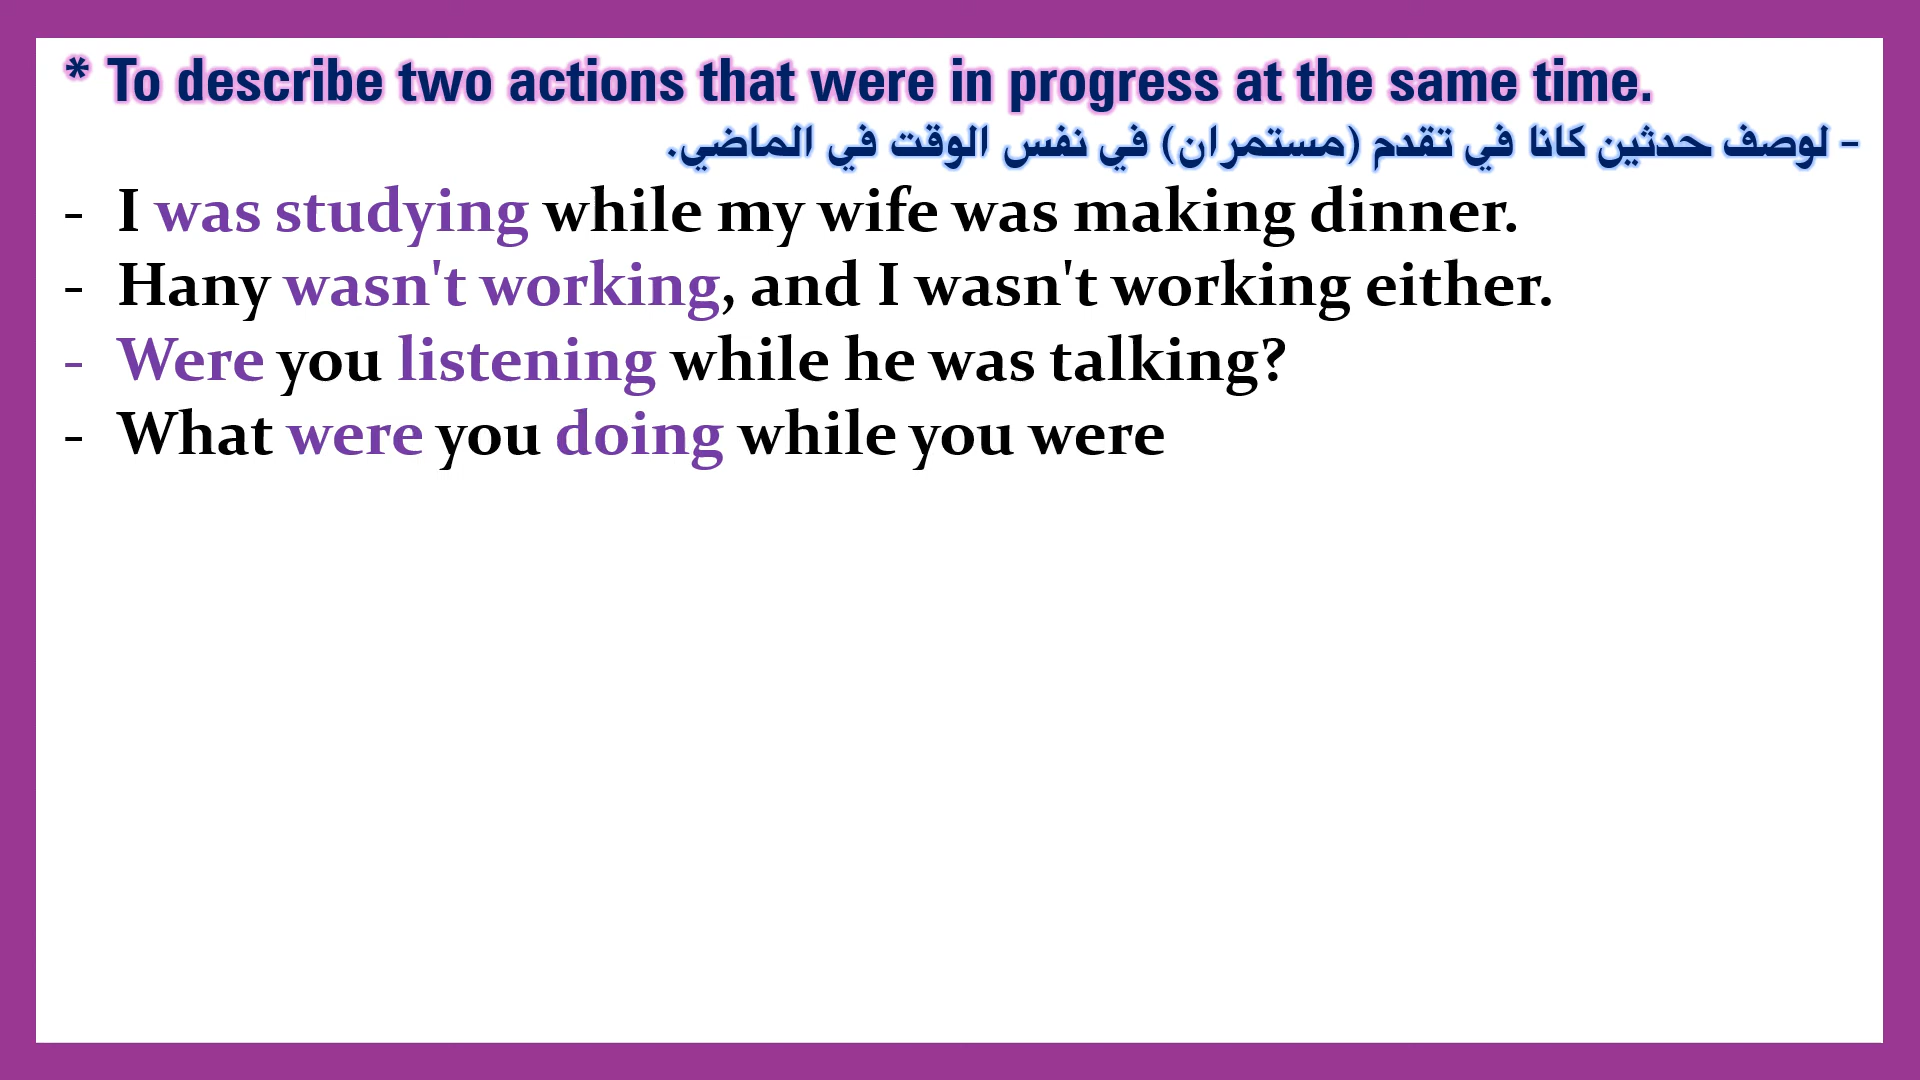 * To describe two actions that were in progress at the same time.
- لوصف حدثين كانا في تقدم (مستمران) في نفس الوقت في الماضي.
- I was studying while my wife was making dinner.
- Hany wasn't working, and I wasn't working either.
- Were you listening while he was talking?
- What were you doing while you were